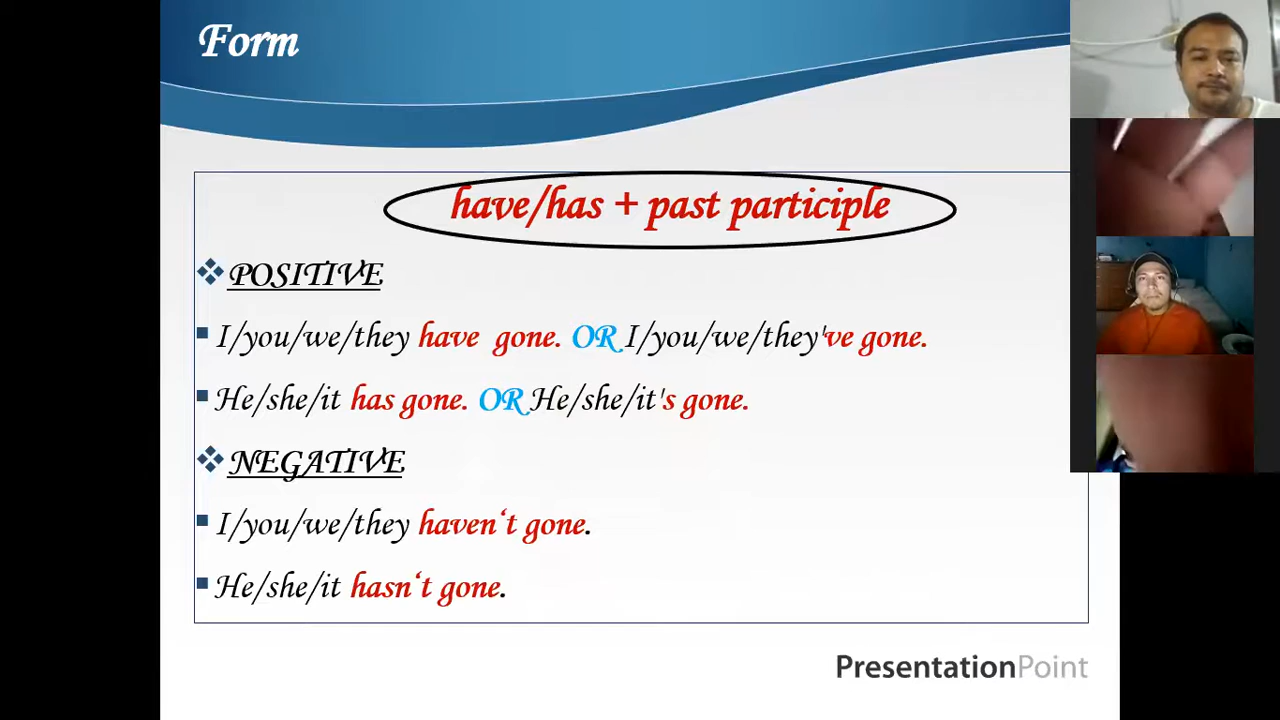 Form
have/has + past participle
POSITIVE
I/you/we/they have gone. OR I/you/we/they've gone.
He/she/it has gone. OR He/she/it's gone.
NEGATIVE
I/you/we/they haven‘t gone.
He/she/it hasn‘t gone.
PresentationPoint